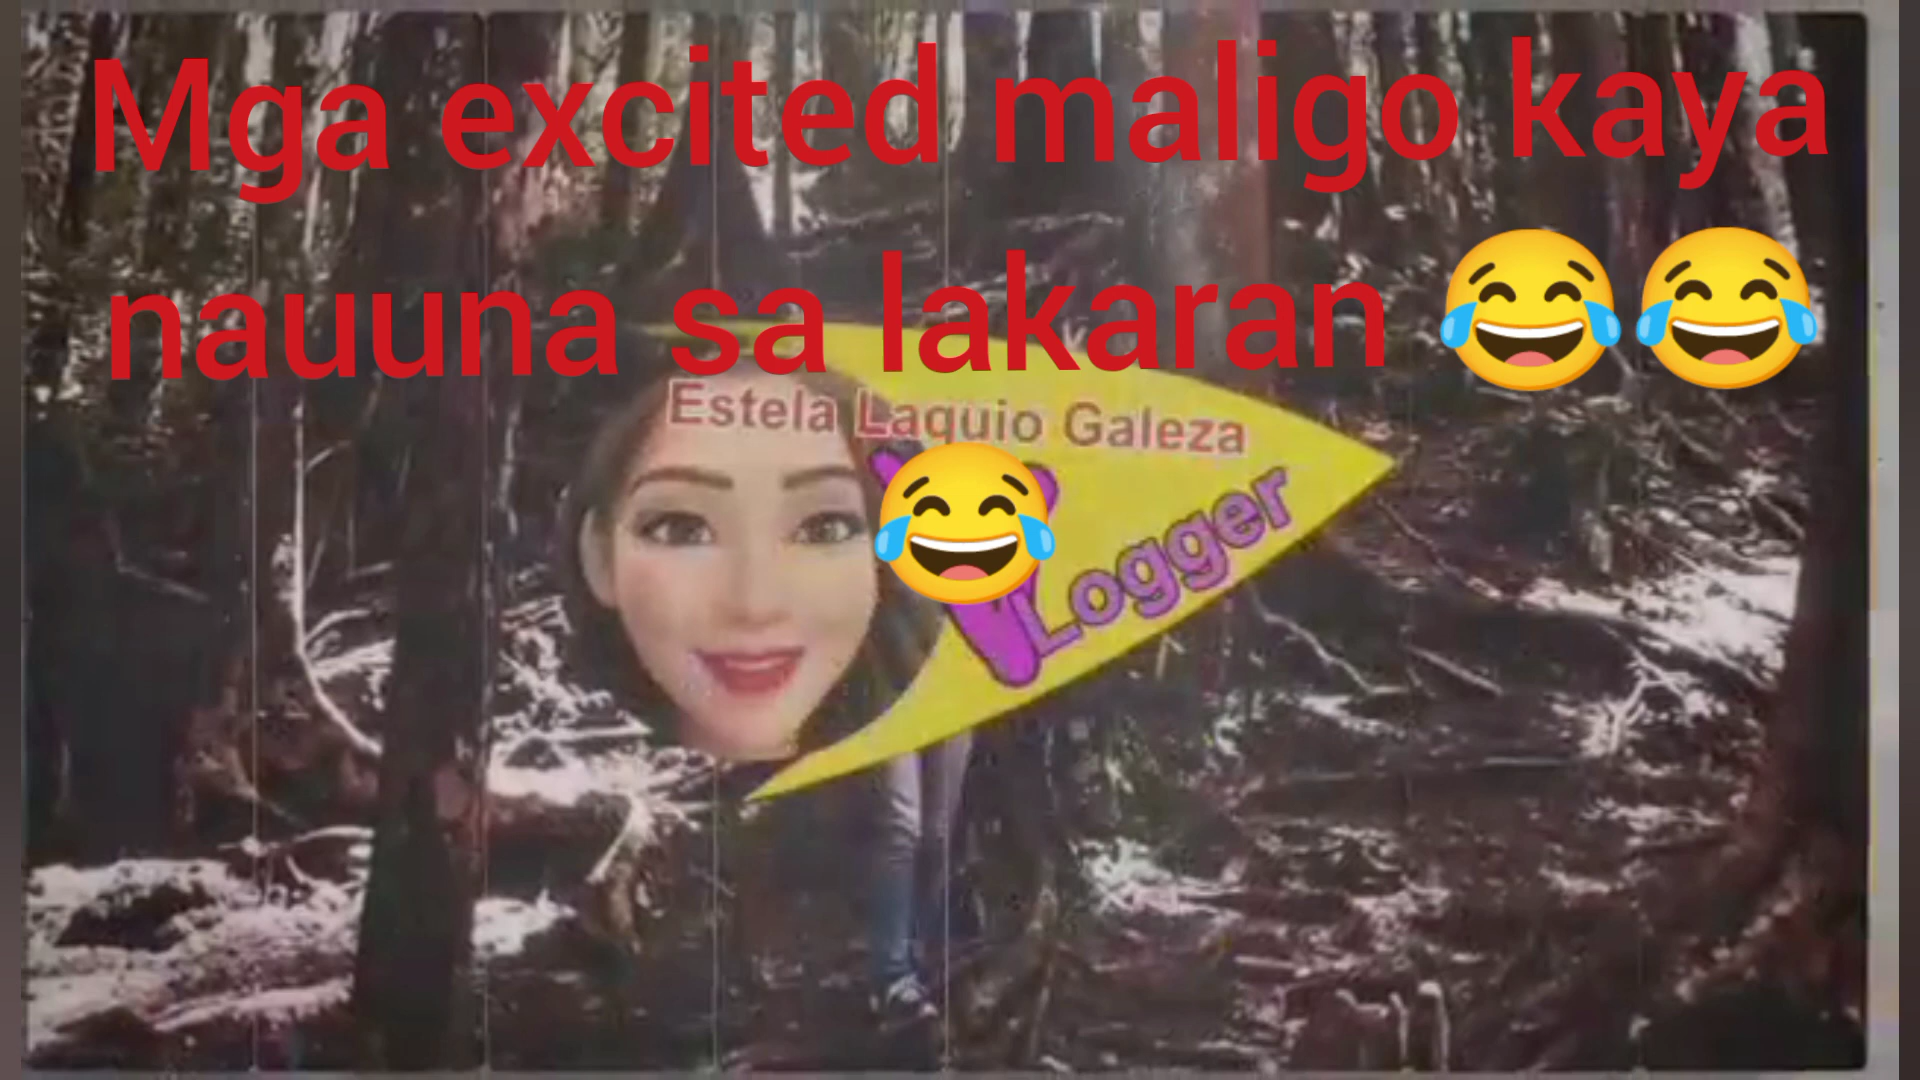 Mga excited maligo kaya
nauuna sa lakaran 😂😂
😂
Estela Laquio Galeza
Vlogger